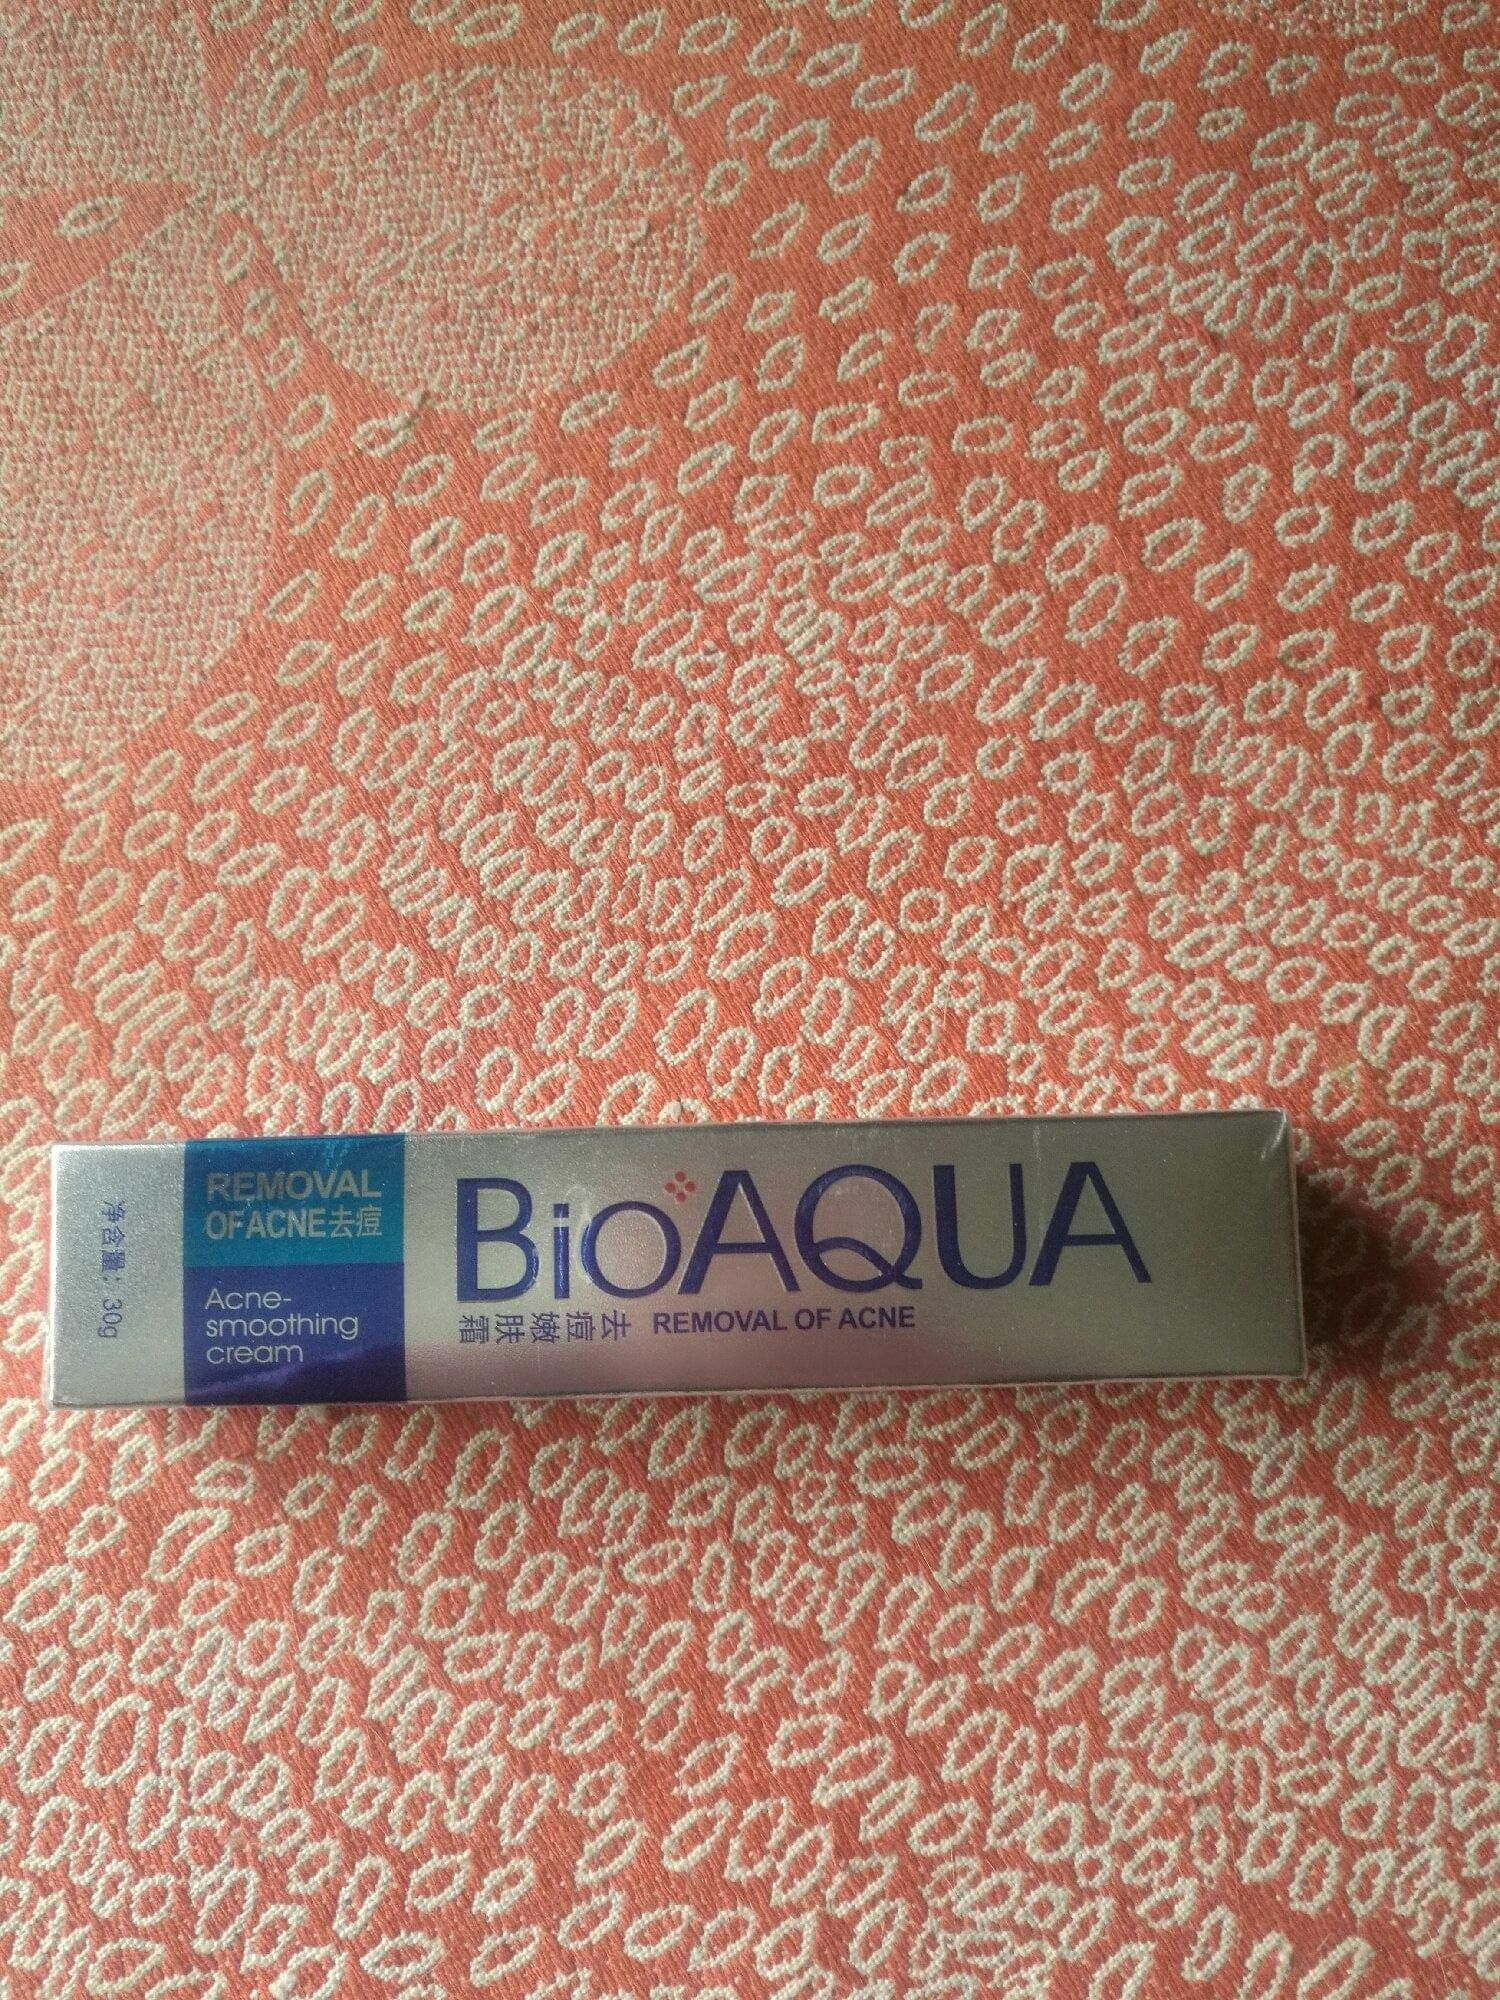 净含量：30g
REMOVAL
OF ACNE去痘
Acne-
smoothing
cream
BIOAQUA
去痘嫩肤霜
REMOVAL OF ACNE